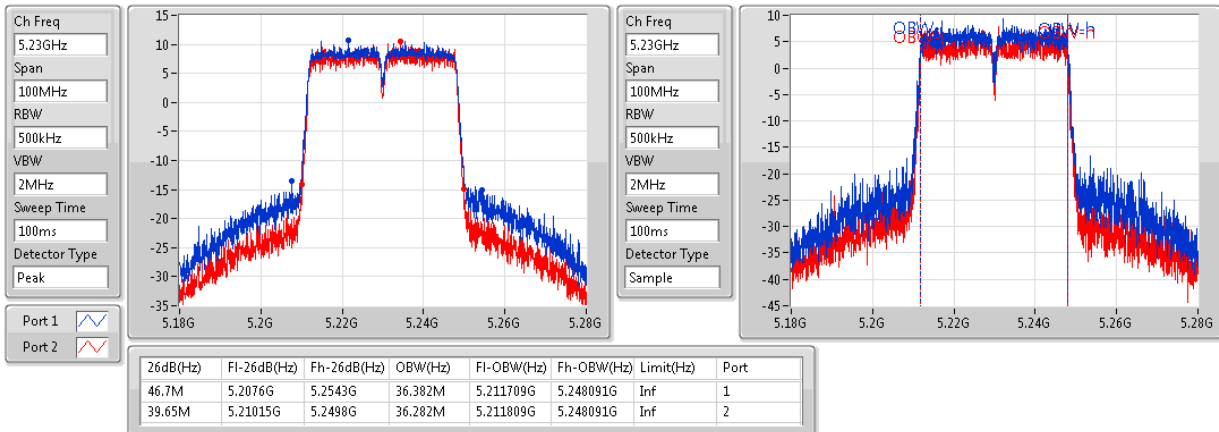 Ch Freq
5.23GHz
Span
100MHz
RBW
500kHz
VBW
2MHz
Sweep Time
100ms
Detector Type
Peak
Port 1
Port 2
10
5
0
-5
-10
-15
-20
-25
-30
-35
5.18G 5.2G 5.22G 5.24G 5.26G 5.28G
Ch Freq
5.23GHz
Span
100MHz
RBW
500kHz
VBW
2MHz
Sweep Time
100ms
Detector Type
Sample
10
5
0
-5
-10
-15
-20
-25
-30
-35
-40
-45
5.18G 5.2G 5.22G 5.24G 5.26G 5.28G
26dB(Hz) Fl-26dB(Hz) Fh-26dB(Hz) OBW(Hz) Fl-OBW(Hz) Fh-OBW(Hz) Limit(Hz) Port
46.7M 5.2076G 5.2543G 36.382M 5.211709G 5.248091G Inf 1
39.65M 5.21015G 5.2498G 36.282M 5.211809G 5.248091G Inf 2